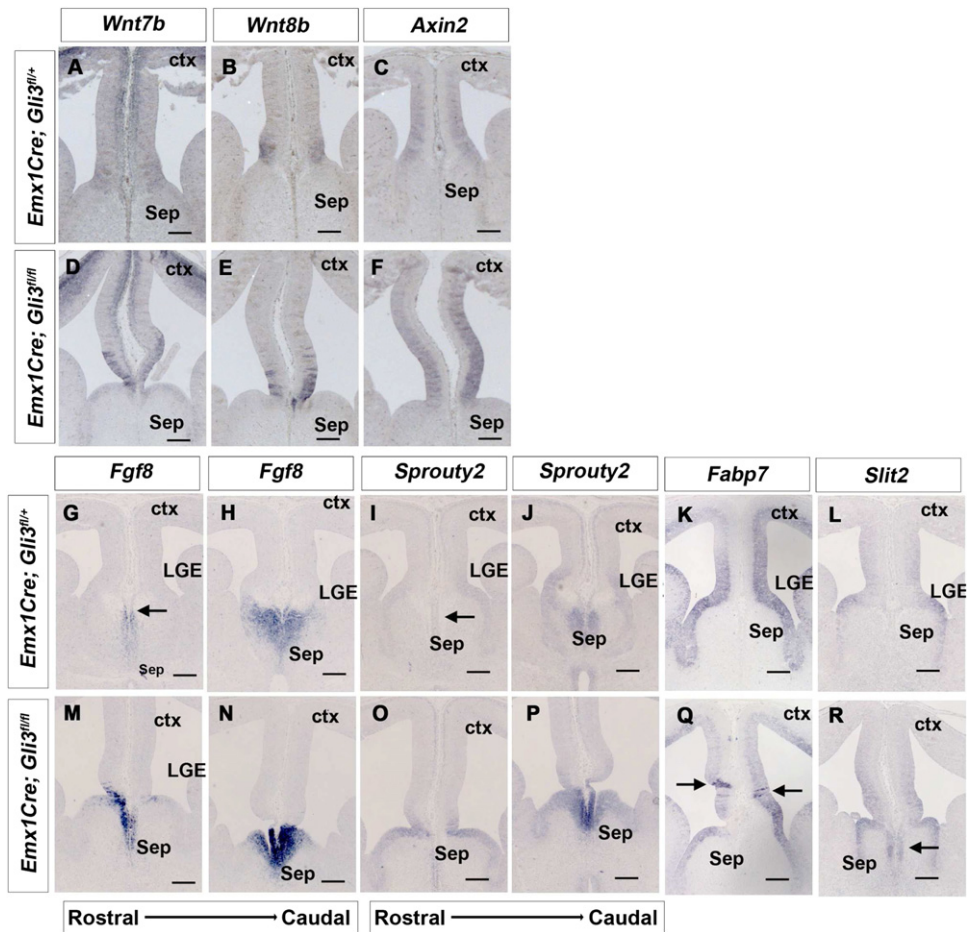 Wnt7b Wnt8b Axin2
Emx1Cre; Gli3fl/+
A ctx Sep
B ctx Sep
C ctx Sep
Emx1Cre; Gli3fl/fl
D ctx Sep
E ctx Sep
F ctx Sep
Fgf8 Fgf8 Sprouty2 Sprouty2 Fabp7 Slit2
Emx1Cre; Gli3fl/+
G ctx LGE Sep
H ctx LGE Sep
I ctx LGE Sep
J ctx LGE Sep
K ctx LGE Sep
L ctx LGE Sep
Emx1Cre; Gli3fl/fl
M ctx LGE Sep
N ctx Sep
O ctx Sep
P ctx Sep
Q ctx Sep
R ctx Sep
Rostral Caudal Rostral Caudal